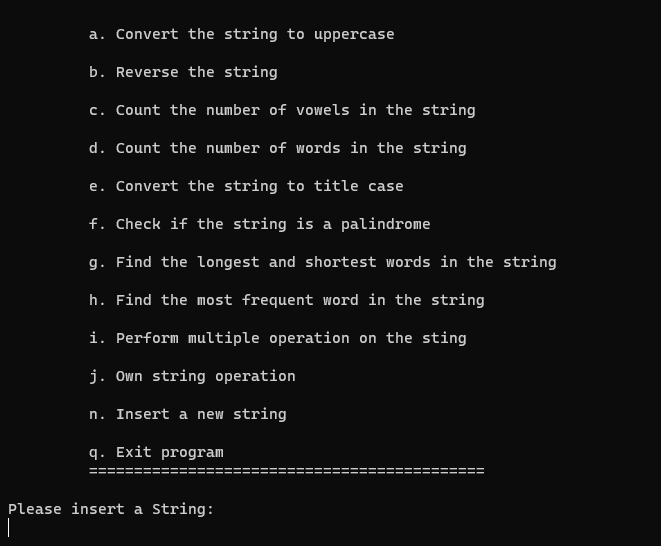 a. Convert the string to uppercase
b. Reverse the string
c. Count the number of vowels in the string
d. Count the number of words in the string
e. Convert the string to title case
f. Check if the string is a palindrome
g. Find the longest and shortest words in the string
h. Find the most frequent word in the string
i. Perform multiple operation on the sting
j. Own string operation
n. Insert a new string
q. Exit program
============================================
Please insert a String: